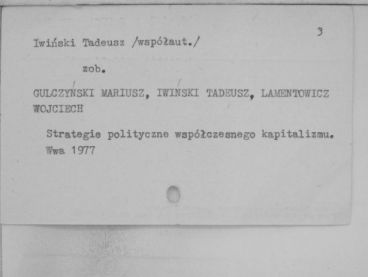 3
Iwiński Tadeusz /współaut./
zob.
GULCZYŃSKI MARIUSZ, IWIŃSKI TADEUSZ, LAMENTOWICZ
WOJCIECH
Strategie polityczne współczesnego kapitalizmu.
Wwa 1977